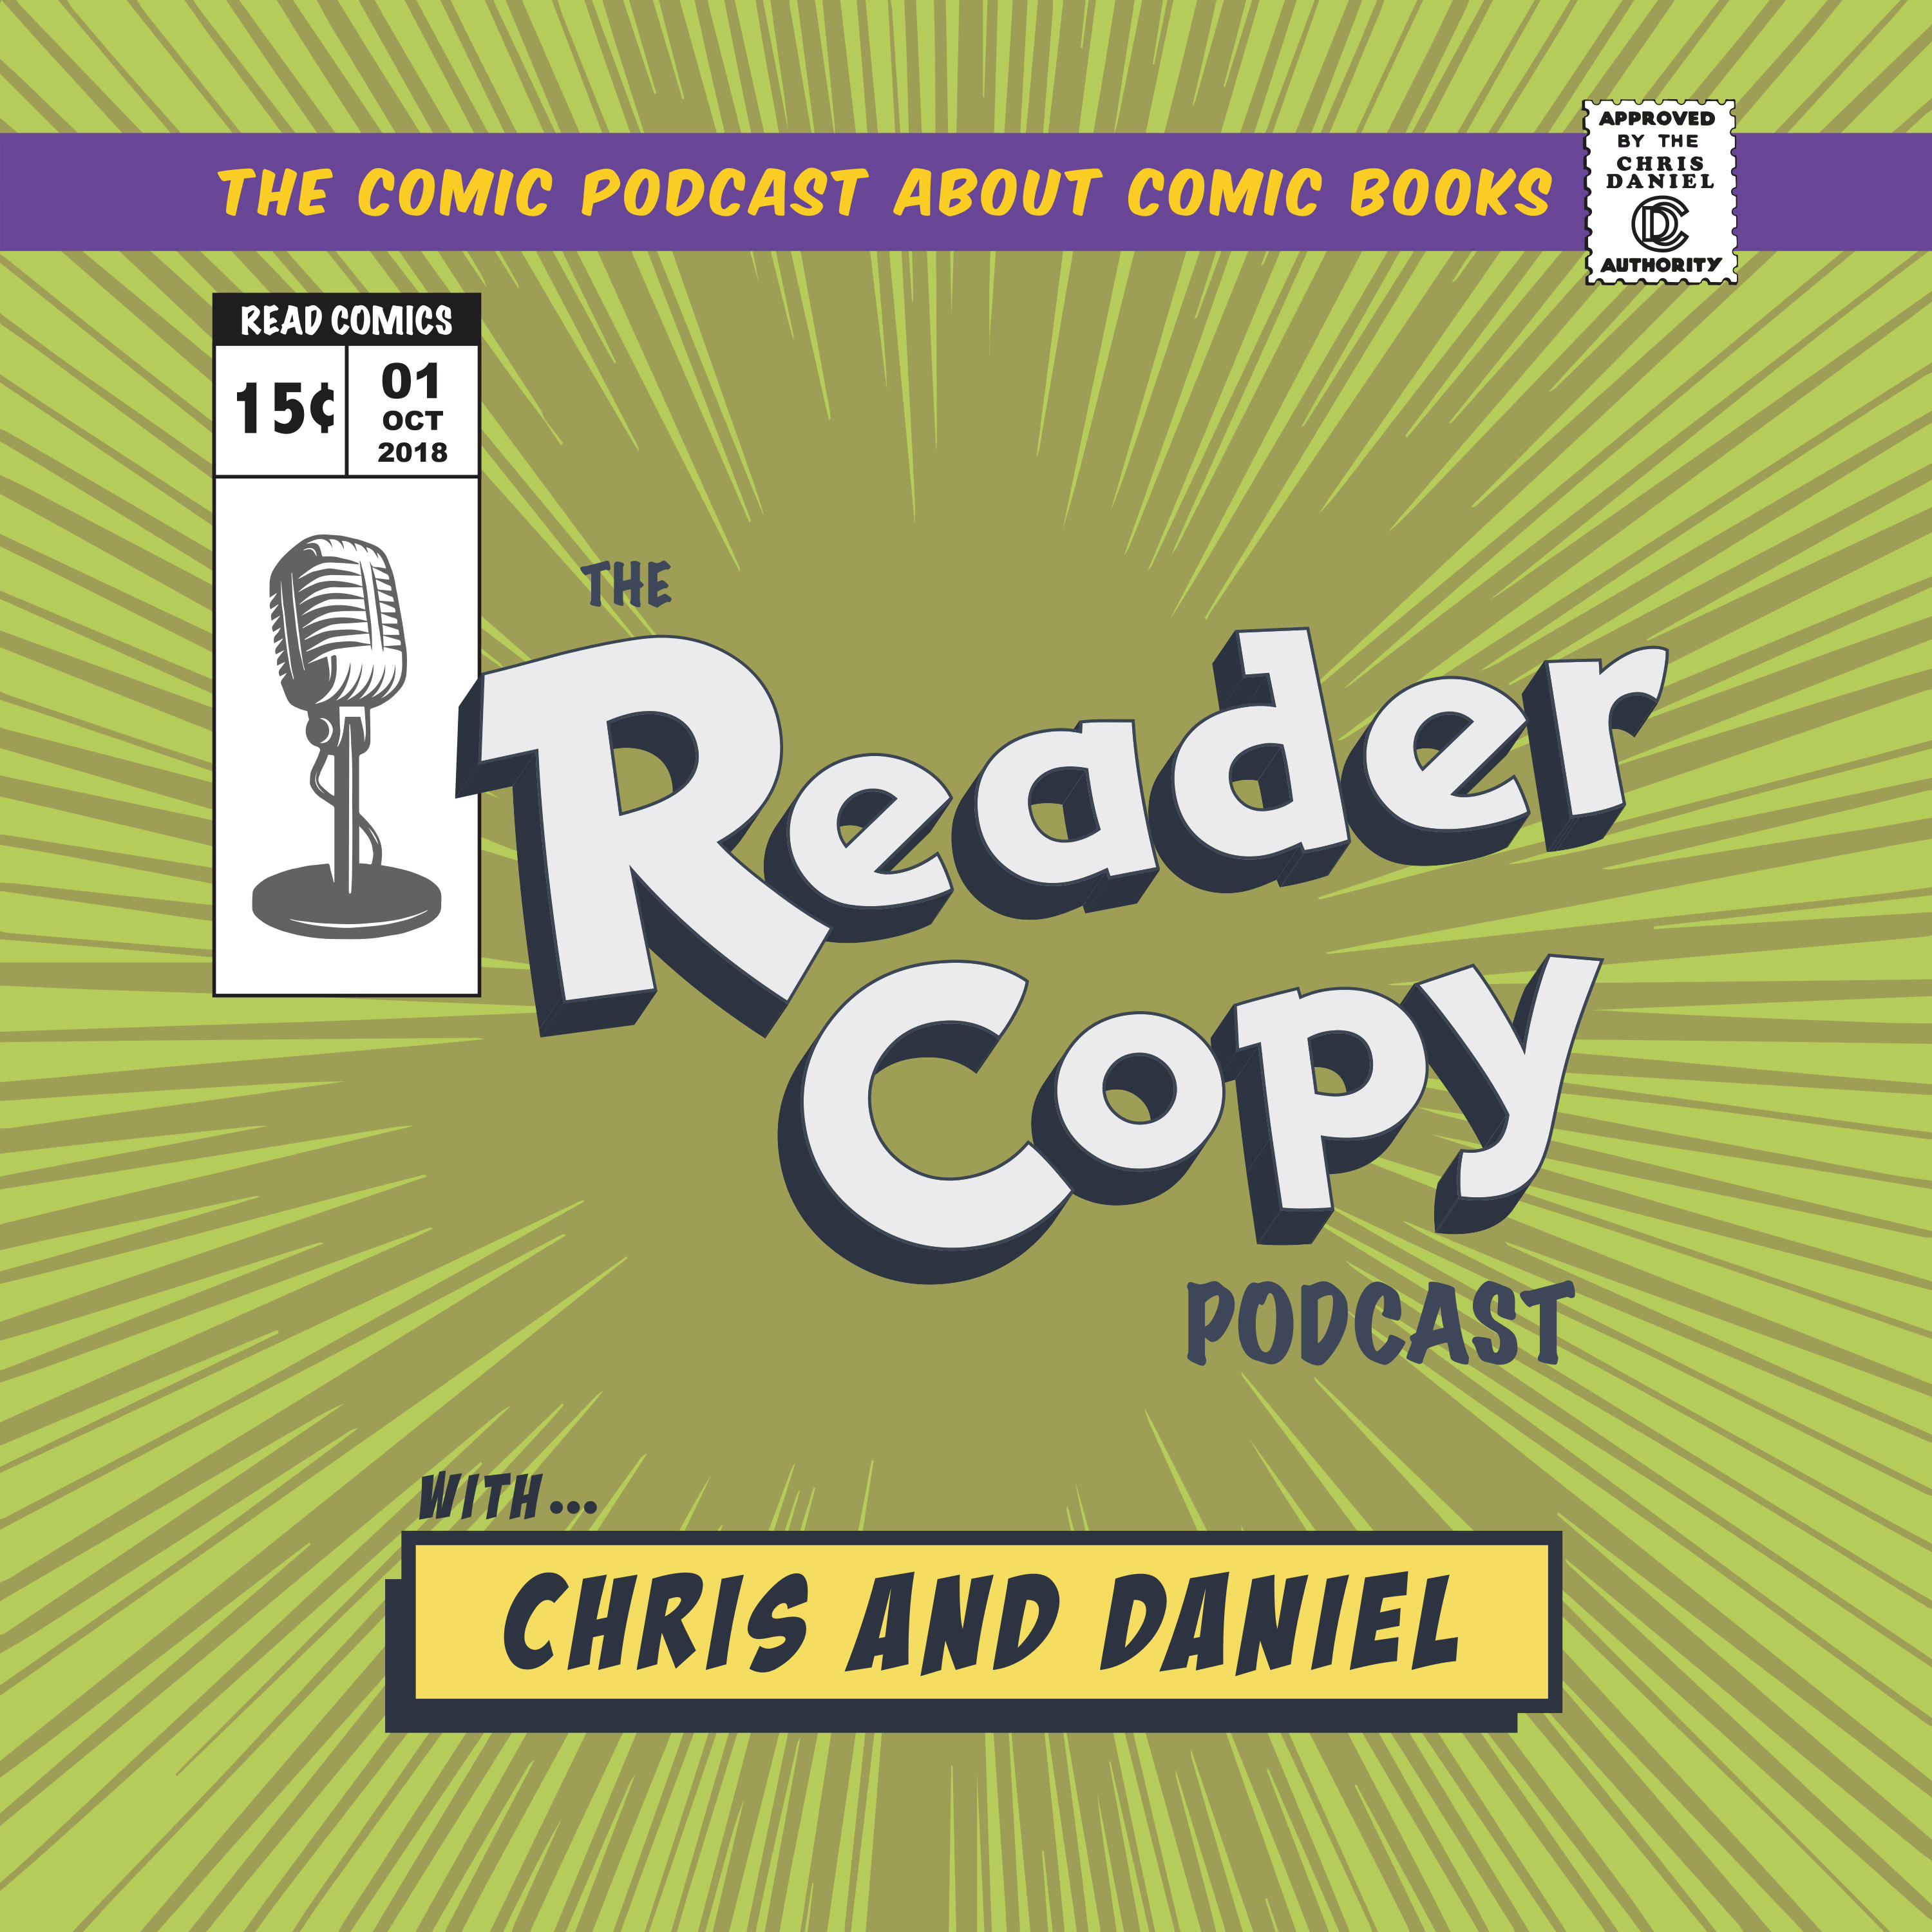 THE COMIC PODCAST ABOUT COMIC BOOKS
APPROVED
BY THE
CHRIS
DANIEL
DC
AUTHORITY
READ COMICS
15¢
01
OCT
2018
THE
Reader
Copy
PODCAST
WITH...
CHRIS AND DANIEL